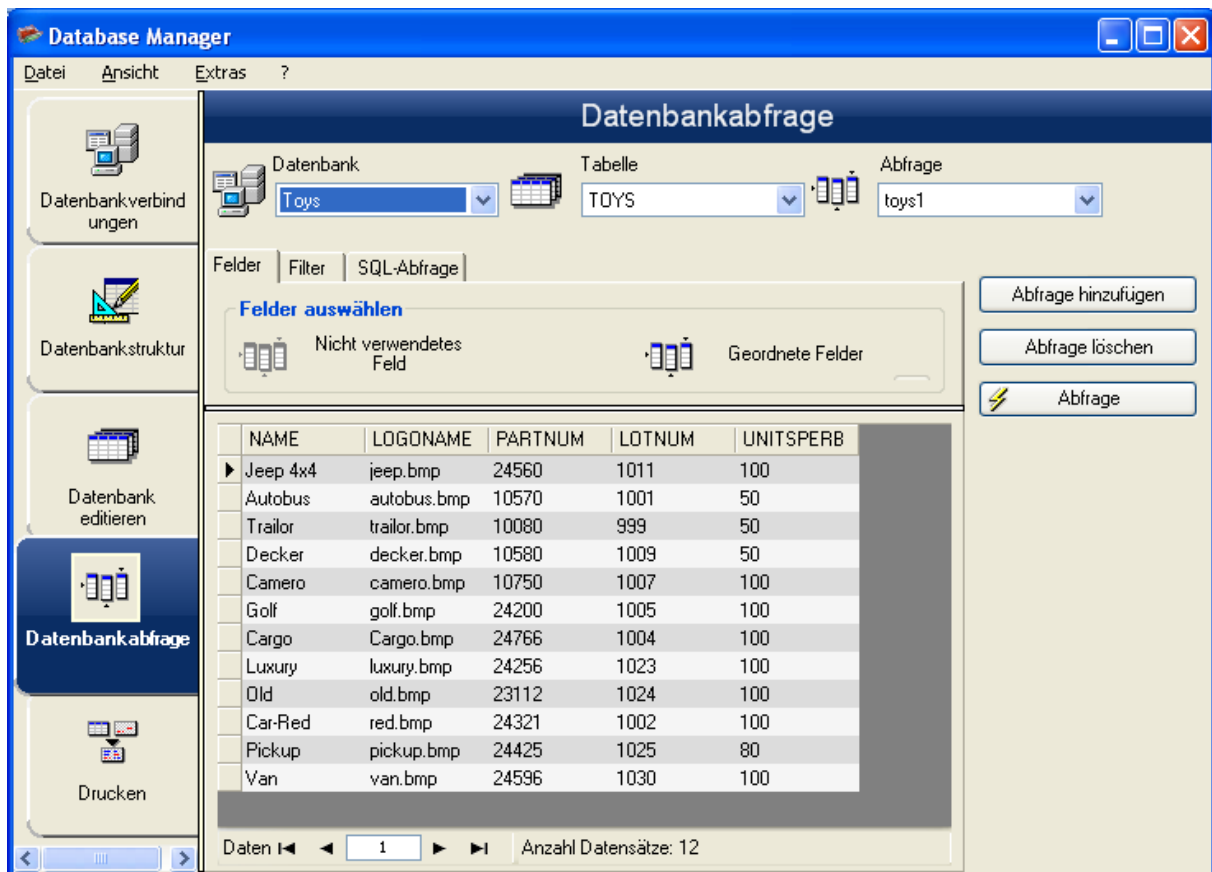 Database Manager
Datei Ansicht Extras ?
Datenbankabfrage
Datenbankverbind
ungen
Datenbankstruktur
Datenbank
editieren
Datenbankabfrage
Drucken
Datenbank Tabelle Abfrage
Toys TOYS toys1
Felder Filter SQL-Abfrage
Felder auswählen
Nicht verwendetes
Feld
Geordnete Felder
Abfrage hinzufügen
Abfrage löschen
Abfrage
NAME LOGONAME PARTNUM LOTNUM UNITSPERB
Jeep 4x4 jeep.bmp 24560 1011 100
Autobus autobus.bmp 10570 1001 50
Trailor trailor.bmp 10080 999 50
Decker decker.bmp 10580 1009 50
Camero camero.bmp 10750 1007 100
Golf golf.bmp 24200 1005 100
Cargo Cargo.bmp 24766 1004 100
Luxury luxury.bmp 24256 1023 100
Old old.bmp 23112 1024 100
Car-Red red.bmp 24321 1002 100
Pickup pickup.bmp 24425 1025 80
Van van.bmp 24596 1030 100
Daten 1 Anzahl Datensätze: 12